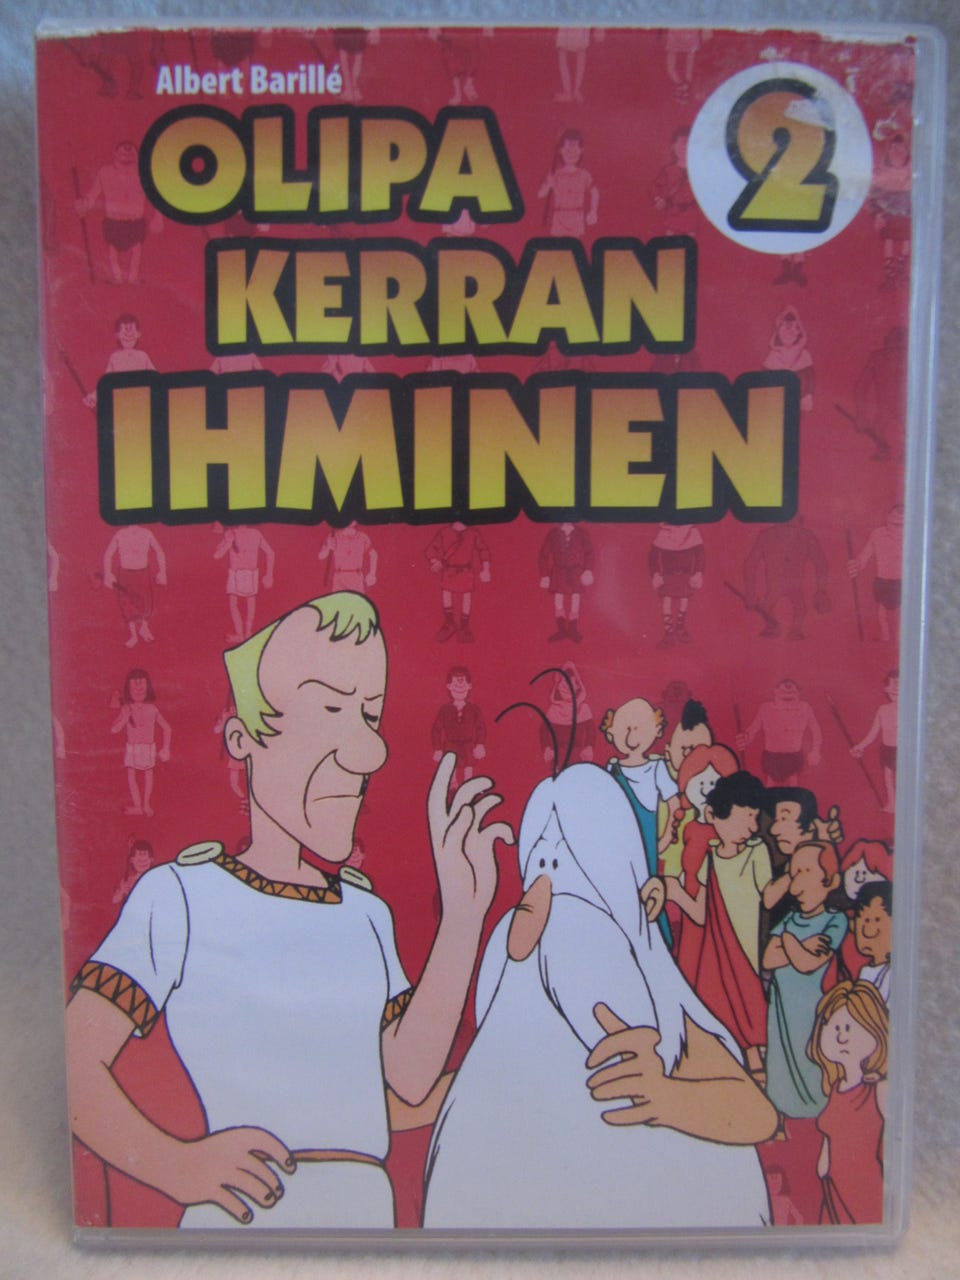 Albert Barillé
2
OLIPA
KERRAN
IHMINEN